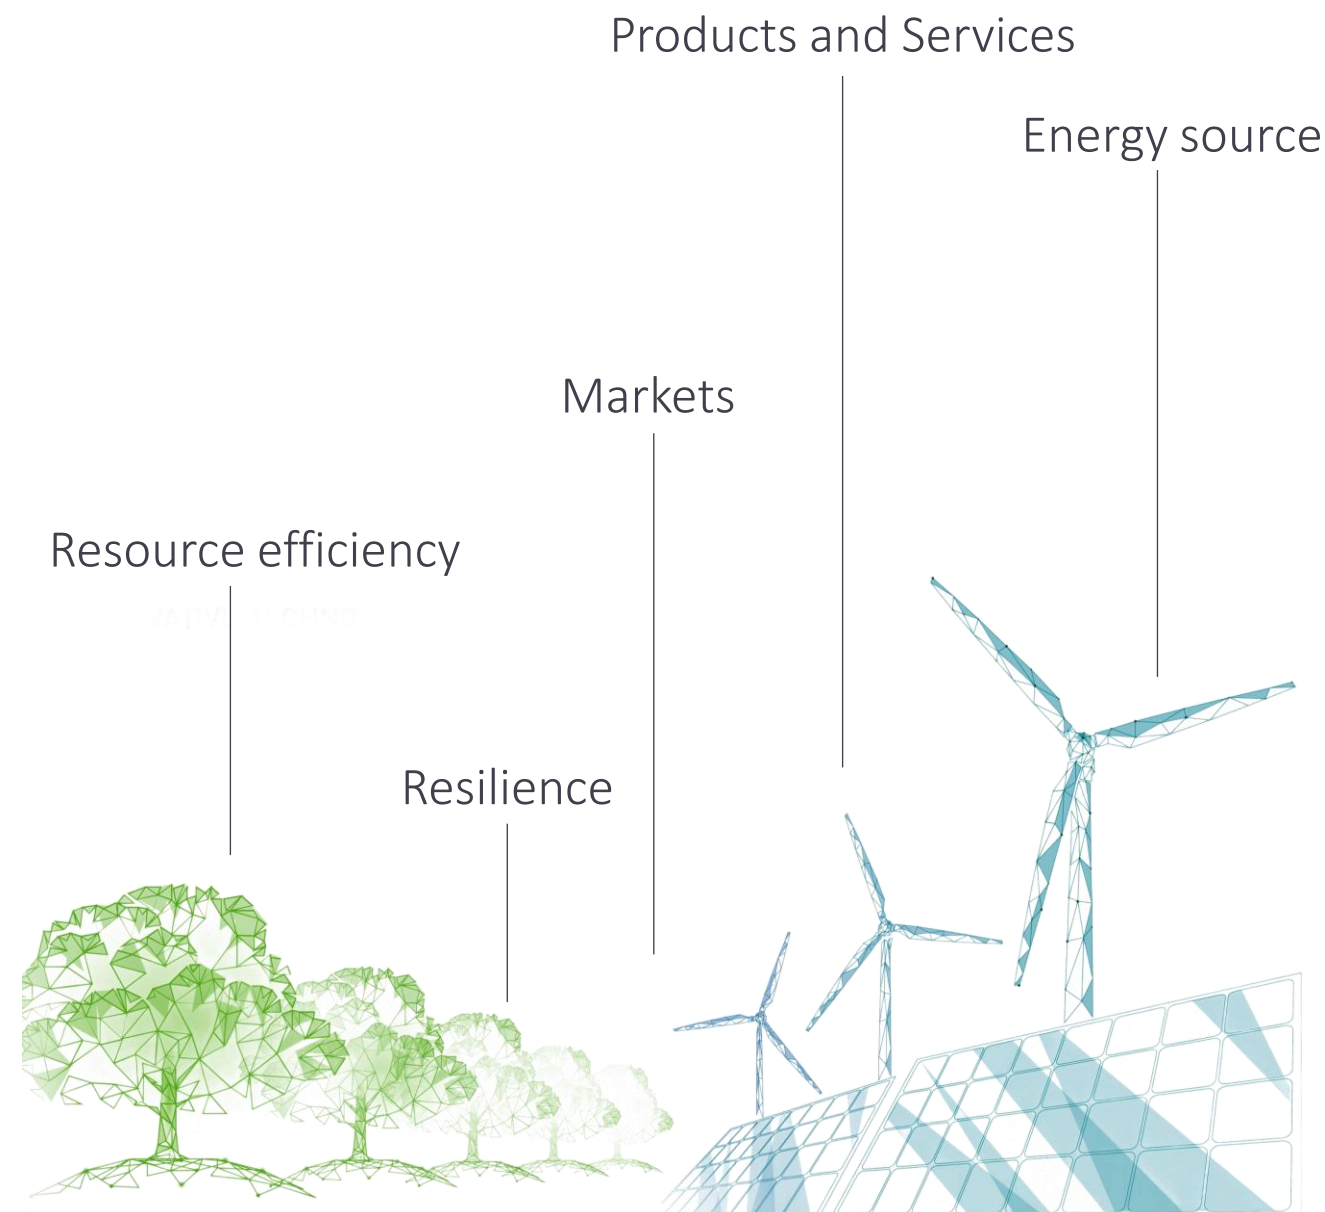 Products and Services
Energy source
Markets
Resource efficiency
Resilience